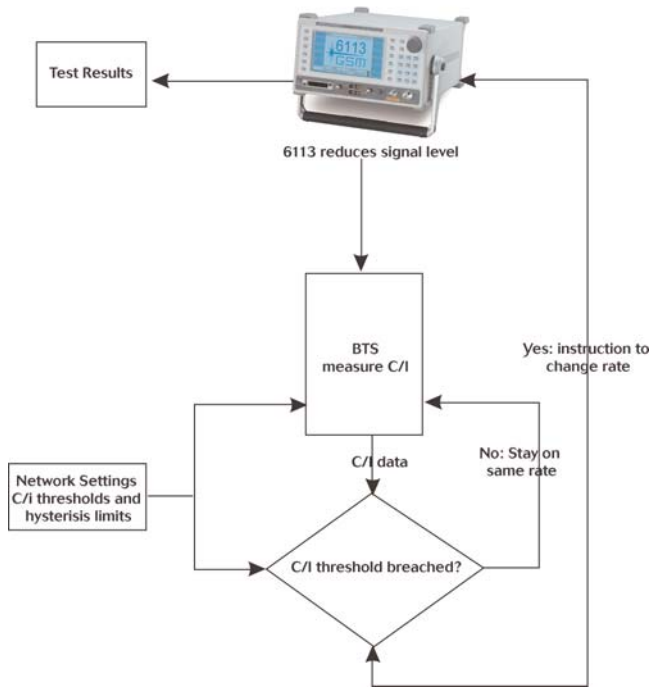 Test Results
6113
GSM
6113 reduces signal level
BTS
measure C/I
Yes: instruction to
change rate
C/I data
No: Stay on
same rate
Network Settings
C/i thresholds and
hysterisis limits
C/I threshold breached?